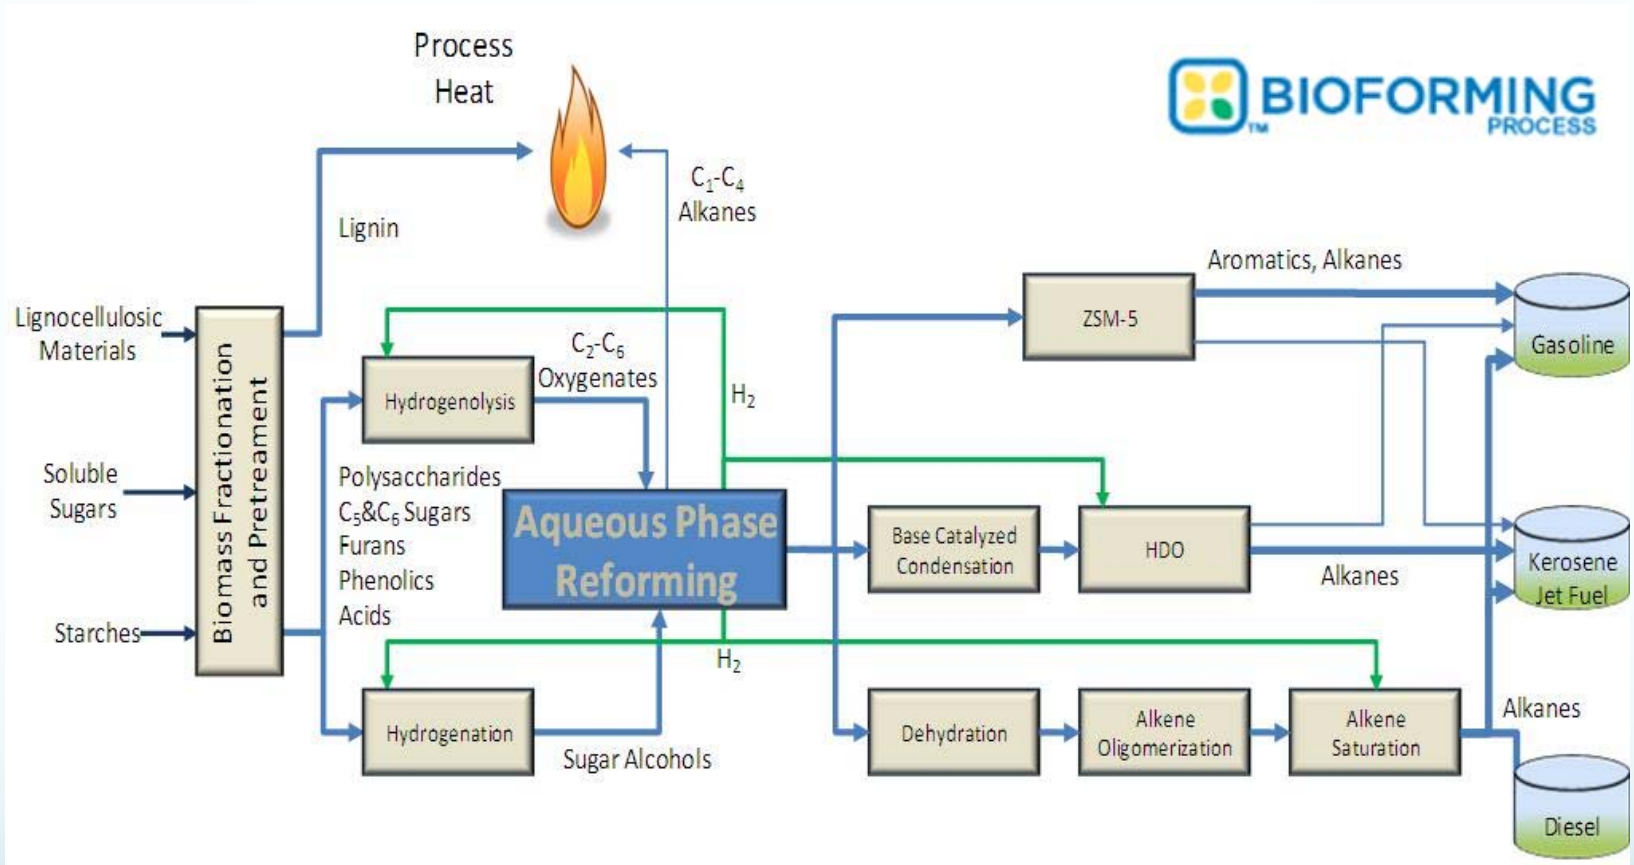 Process
Heat
BIOFORMING
TM
PROCESS
C1-C4
Alkanes
Lignin
Aromatics, Alkanes
Lignocellulosic
Materials
ZSM-5
Gasoline
C2-C6
Oxygenates
Hydrogenolysis
H2
Biomass Fractionation
and Pretreament
Soluble
Sugars
Polysaccharides
C5&C6 Sugars
Furans
Phenolics
Acids
Aqueous Phase
Reforming
Base Catalyzed
Condensation
HDO
Alkanes
Kerosene
Jet Fuel
Starches
H2
Hydrogenation
Sugar Alcohols
Dehydration
Alkene
Oligomerization
Alkene
Saturation
Alkanes
Diesel